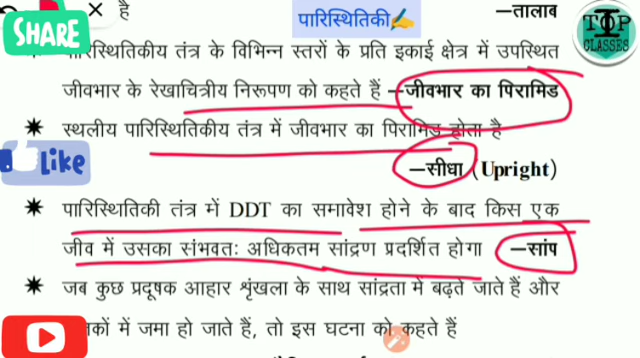 है
पारिस्थितिकी✍
—तालाब
SHARE
TOP
CLASSES
पारिस्थितिकीय तंत्र के विभिन्न स्तरों के प्रति इकाई क्षेत्र में उपस्थित
जीवभार के रेखाचित्रीय निरूपण को कहते हैं —जीवभार का पिरामिड
स्थलीय पारिस्थितिकीय तंत्र में जीवभार का पिरामिड होता है
Like
—सीधा (Upright)
पारिस्थितिकी तंत्र में DDT का समावेश होने के बाद किस एक
जीव में उसका संभवतः अधिकतम सांद्रण प्रदर्शित होगा —सांप
जब कुछ प्रदूषक आहार शृंखला के साथ सांद्रता में बढ़ते जाते हैं और
में जमा हो जाते हैं, तो इस घटना को कहते हैं